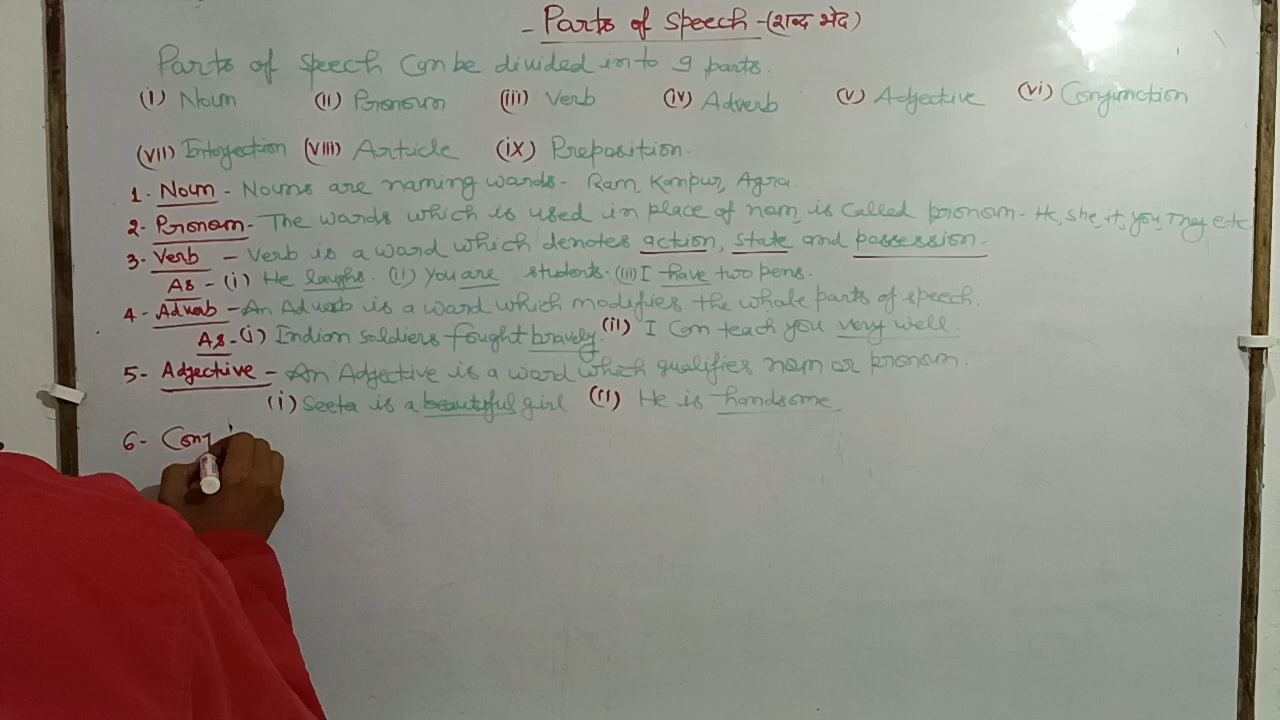 - Parts of Speech - (शब्द भेद)
Parts of speech can be divided in to 9 parts.
(i) Noun (ii) Pronoun (iii) Verb (iv) Adverb (v) Adjective (vi) Conjunction
(vii) Interjection (viii) Article (ix) Preposition.
1. Noun - Nouns are naming words - Ram, Kanpur, Agra.
2. Pronoun - The words which is used in place of noun is called pronoun - He, she, it, you, They etc.
3. Verb - Verb is a word which denotes action, state and possession.
As - (i) He laughs. (ii) You are students. (iii) I have two pens.
4. Adverb - An Adverb is a word which modifies the whole parts of speech.
As - (i) Indian soldiers fought bravely. (ii) I can teach you very well.
5- Adjective - An Adjective is a word which qualifies noun or pronoun.
(i) Seeta is a beautiful girl (ii) He is handsome.
6- Conj